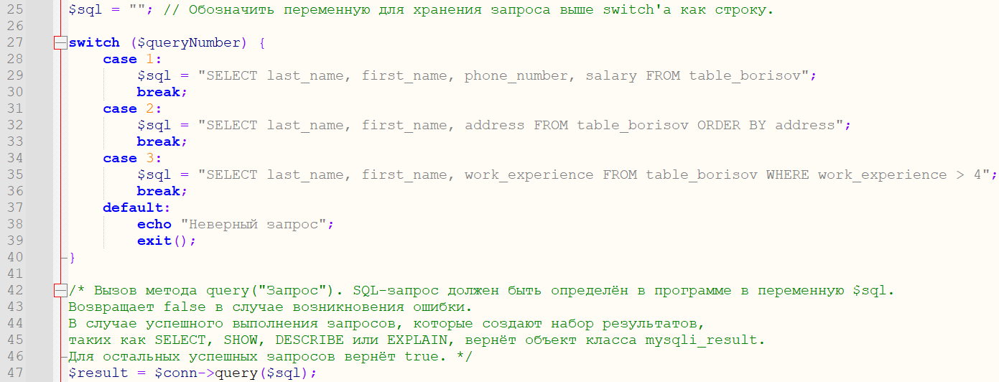 25 $sql = ""; // Обозначить переменную для хранения запроса выше switch'а как строку.
26
27 switch ($queryNumber) {
28 case 1:
29 $sql = "SELECT last_name, first_name, phone_number, salary FROM table_borisov";
30 break;
31 case 2:
32 $sql = "SELECT last_name, first_name, address FROM table_borisov ORDER BY address";
33 break;
34 case 3:
35 $sql = "SELECT last_name, first_name, work_experience FROM table_borisov WHERE work_experience > 4";
36 break;
37 default:
38 echo "Неверный запрос";
39 exit();
40 }
41
42 /* Вызов метода query("Запрос"). SQL-запрос должен быть определён в программе в переменную $sql.
43 Возвращает false в случае возникновения ошибки.
44 В случае успешного выполнения запросов, которые создают набор результатов,
45 таких как SELECT, SHOW, DESCRIBE или EXPLAIN, вернёт объект класса mysqli_result.
46 Для остальных успешных запросов вернёт true. */
47 $result = $conn->query($sql);